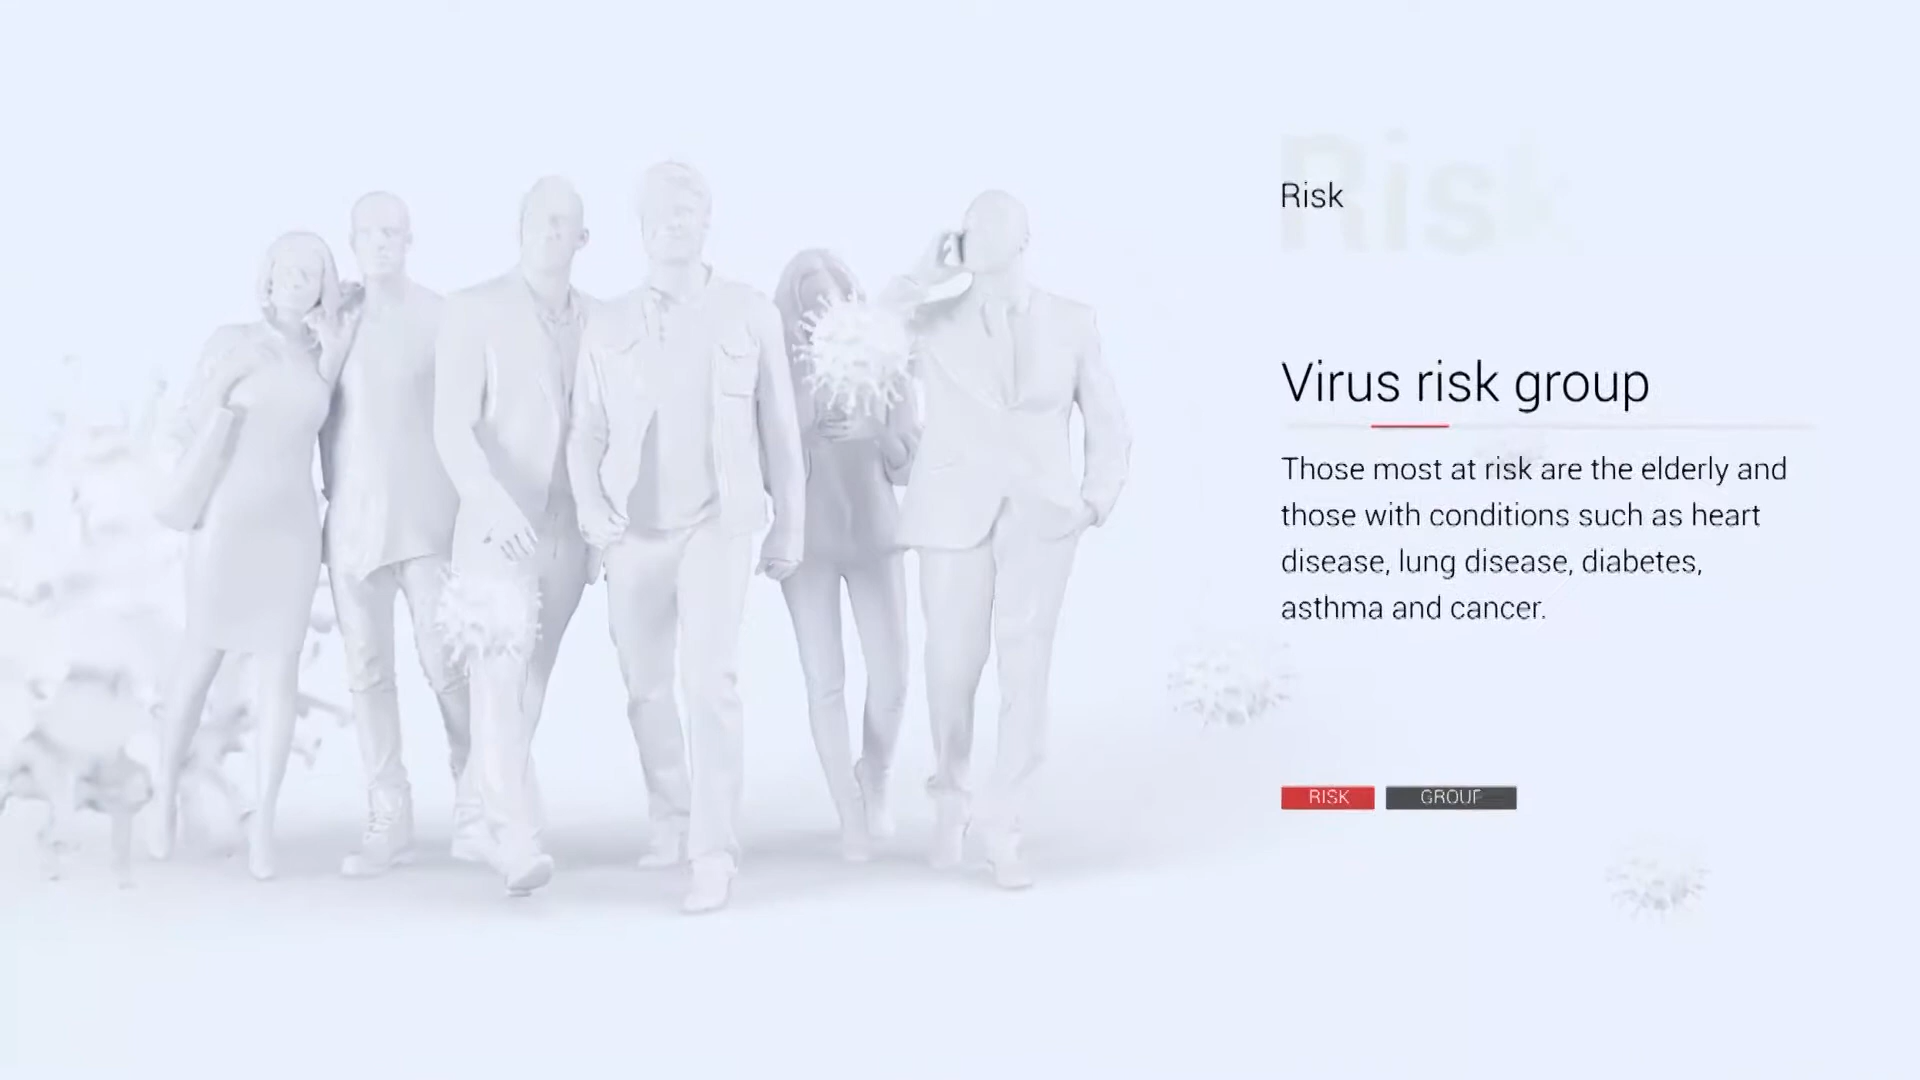 Risk
Risk
Virus risk group
Those most at risk are the elderly and
those with conditions such as heart
disease, lung disease, diabetes,
asthma and cancer.
RISK GROUP